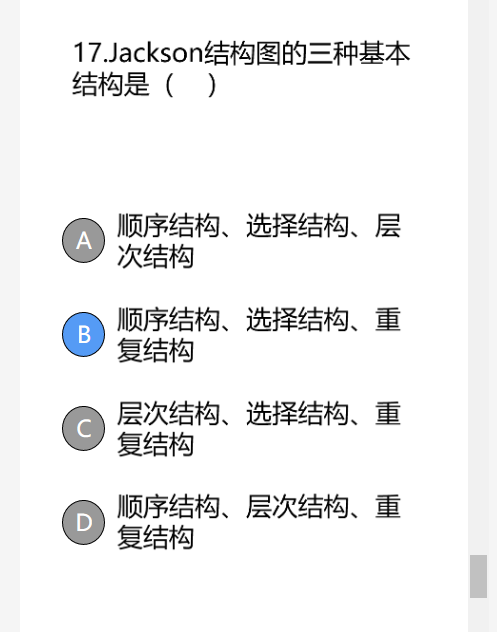 17.Jackson结构图的三种基本
结构是（　）
A 顺序结构、选择结构、层
次结构
B 顺序结构、选择结构、重
复结构
C 层次结构、选择结构、重
复结构
D 顺序结构、层次结构、重
复结构